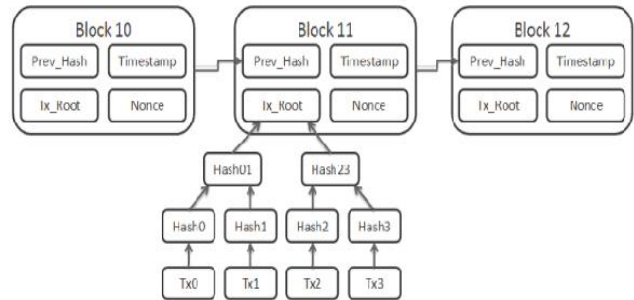 Block 10 Block 11 Block 12
Prev_Hash Timestamp Prev_Hash Timestamp Prev_Hash Timestamp
Tx_Root Nonce Tx_Root Nonce Tx_Root Nonce
Hash01 Hash23
Hash0 Hash1 Hash2 Hash3
Tx0 Tx1 Tx2 Tx3